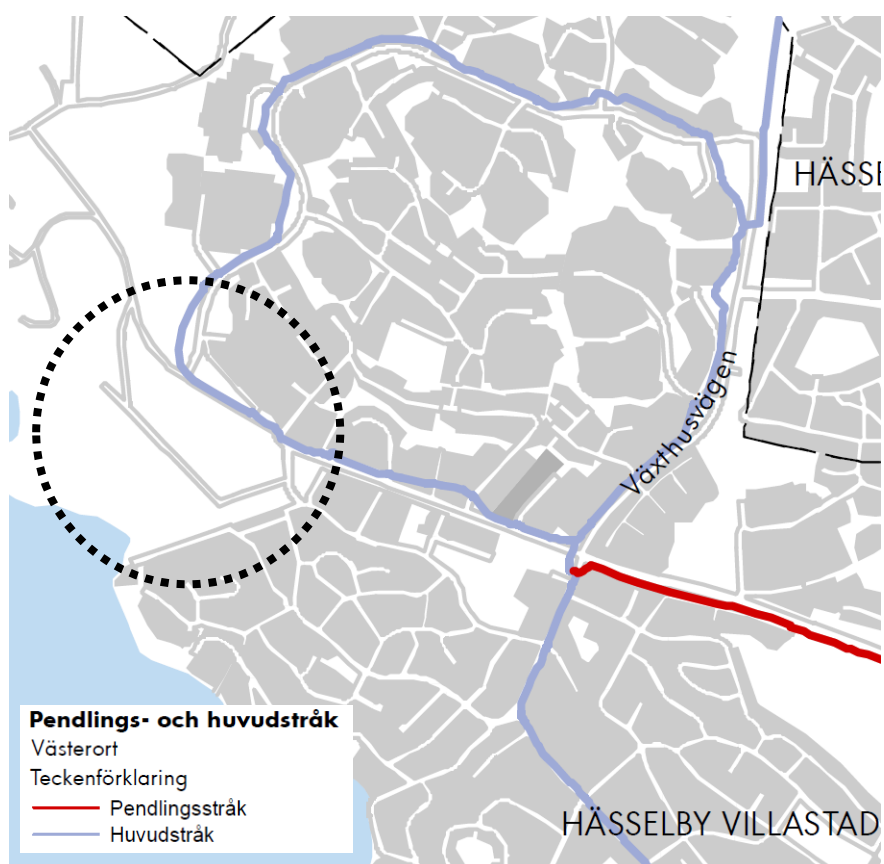 HÄSSE
Växthusvägen
Pendlings- och huvudstråk
Västerort
Teckenförklaring
Pendlingsstråk
Huvudstråk
HÄSSELBY VILLASTAD